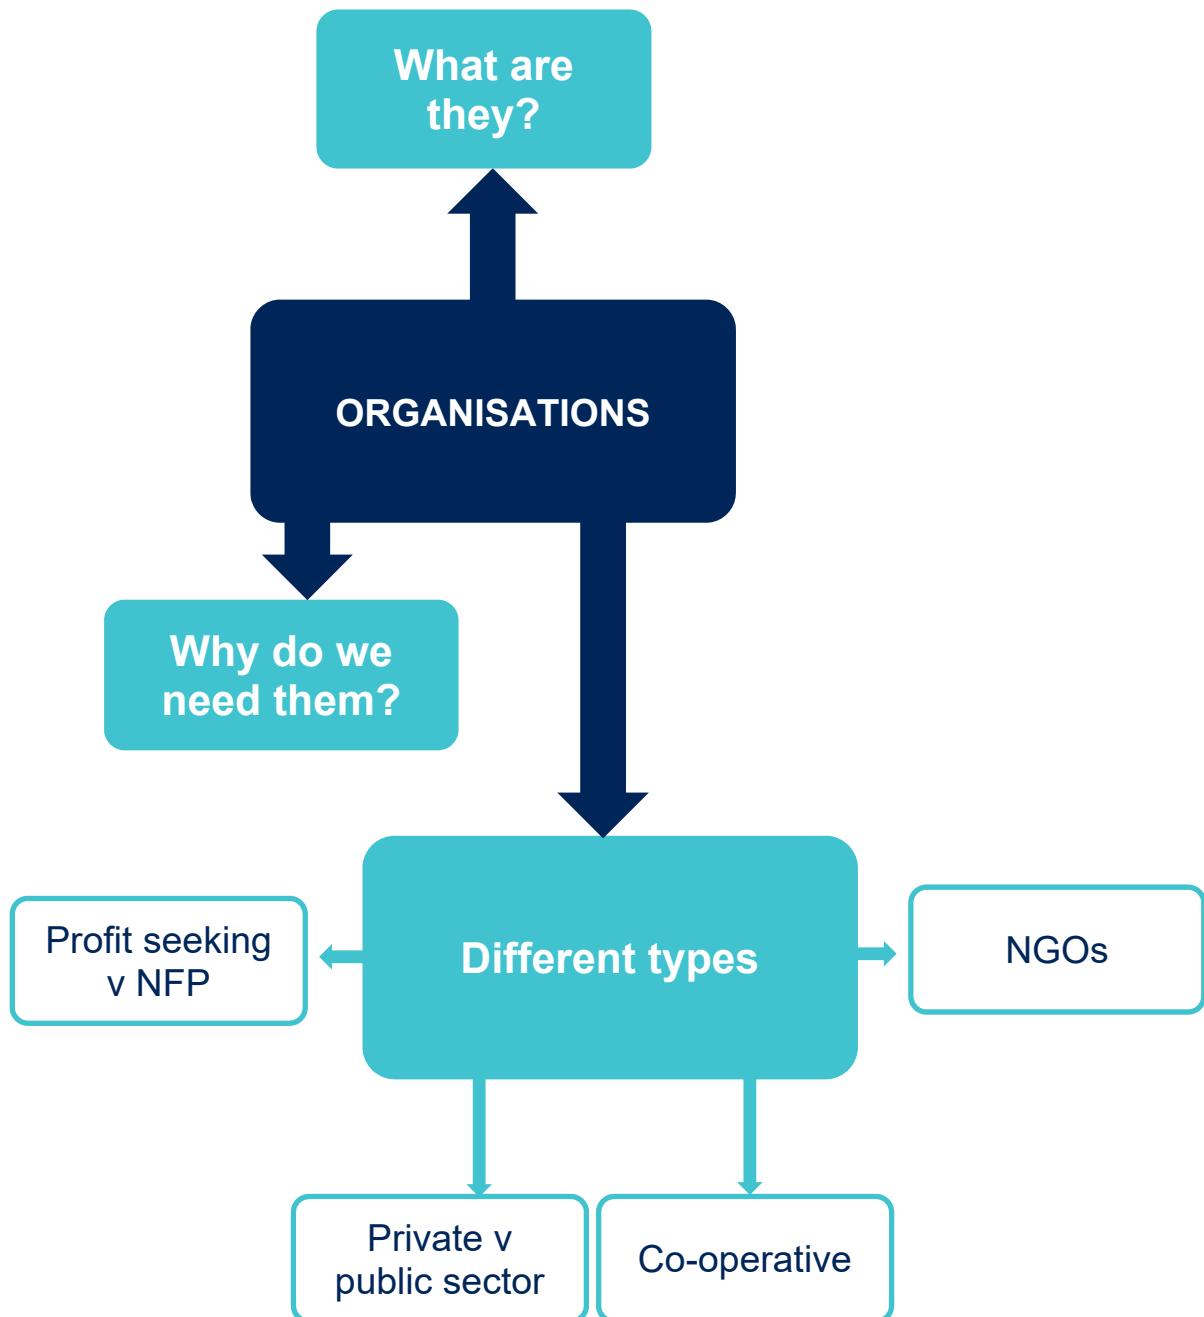 What are
they?
ORGANISATIONS
Why do we
need them?
Different types
Profit seeking
v NFP
NGOs
Private v
public sector
Co-operative